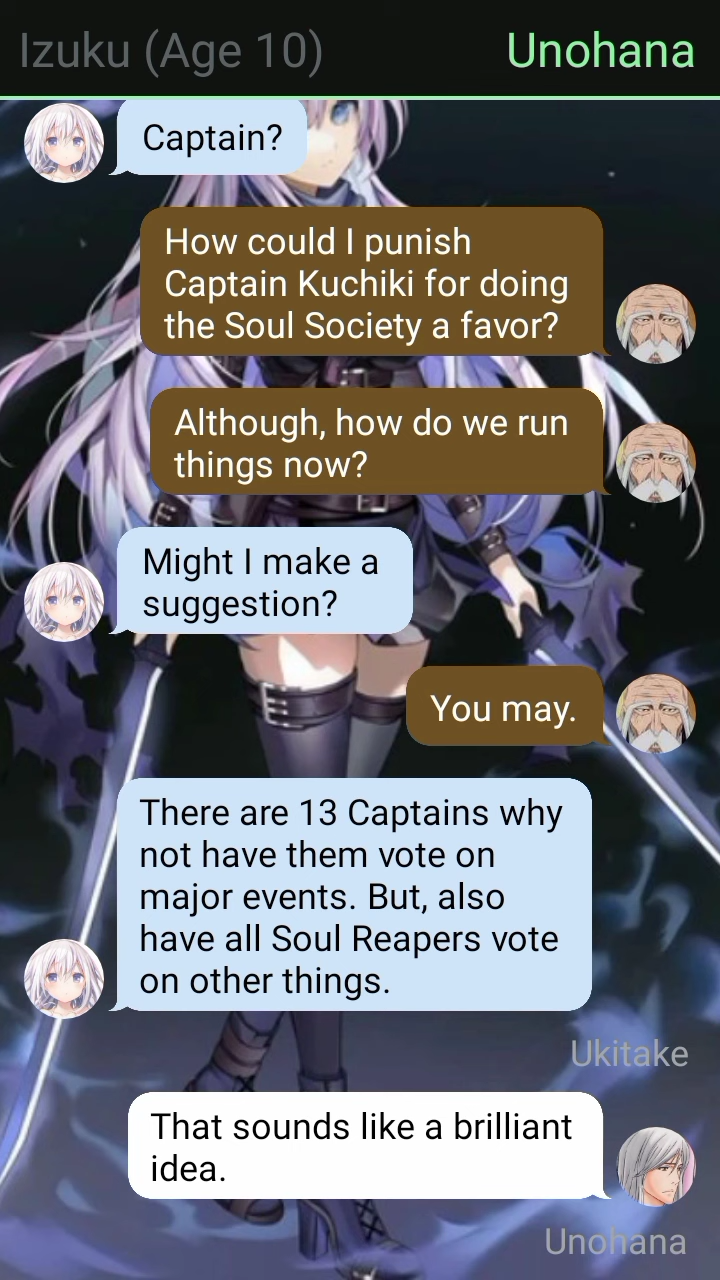 Izuku (Age 10)
Unohana
Captain?
How could I punish
Captain Kuchiki for doing
the Soul Society a favor?
Although, how do we run
things now?
Might I make a
suggestion?
You may.
There are 13 Captains why
not have them vote on
major events. But, also
have all Soul Reapers vote
on other things.
Ukitake
That sounds like a brilliant
idea.
Unohana